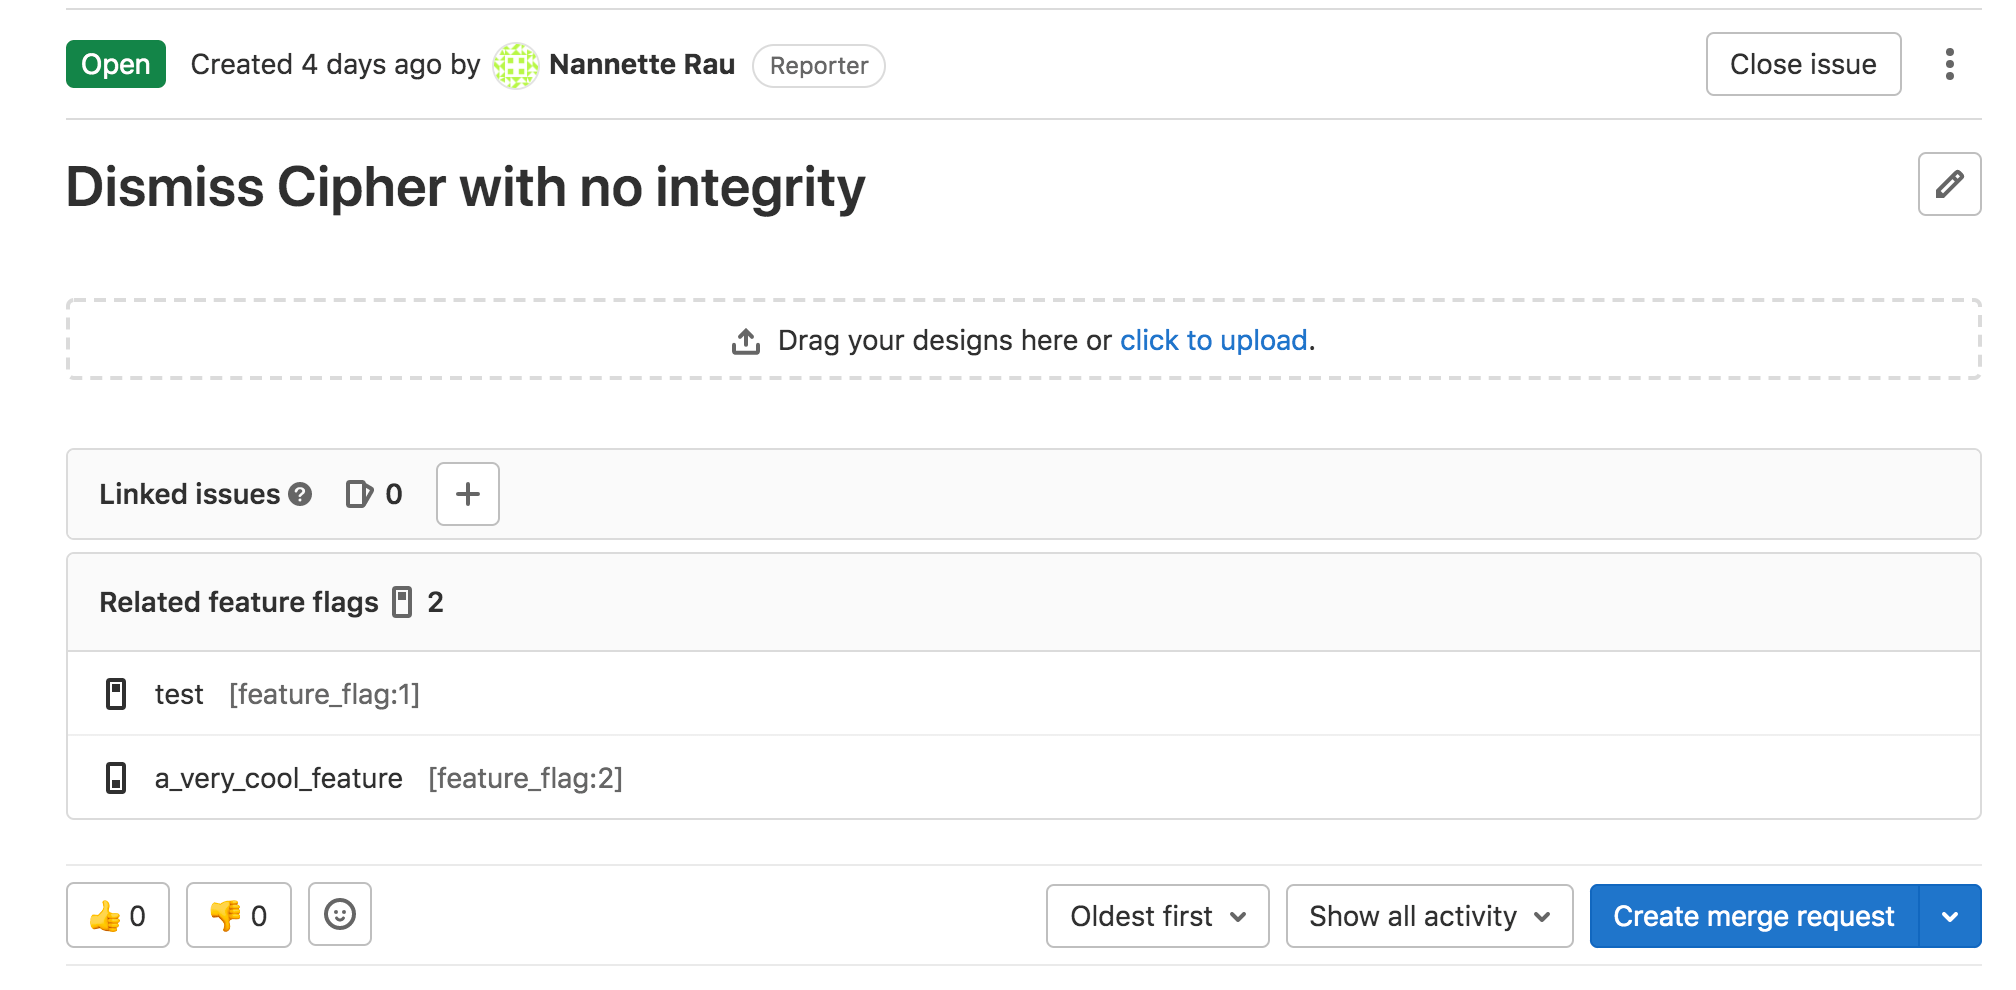 Open Created 4 days ago by Nannette Rau Reporter Close issue
Dismiss Cipher with no integrity
Drag your designs here or click to upload.
Linked issues 0
Related feature flags 2
test [feature_flag:1]
a_very_cool_feature [feature_flag:2]
0 0 Oldest first Show all activity Create merge request